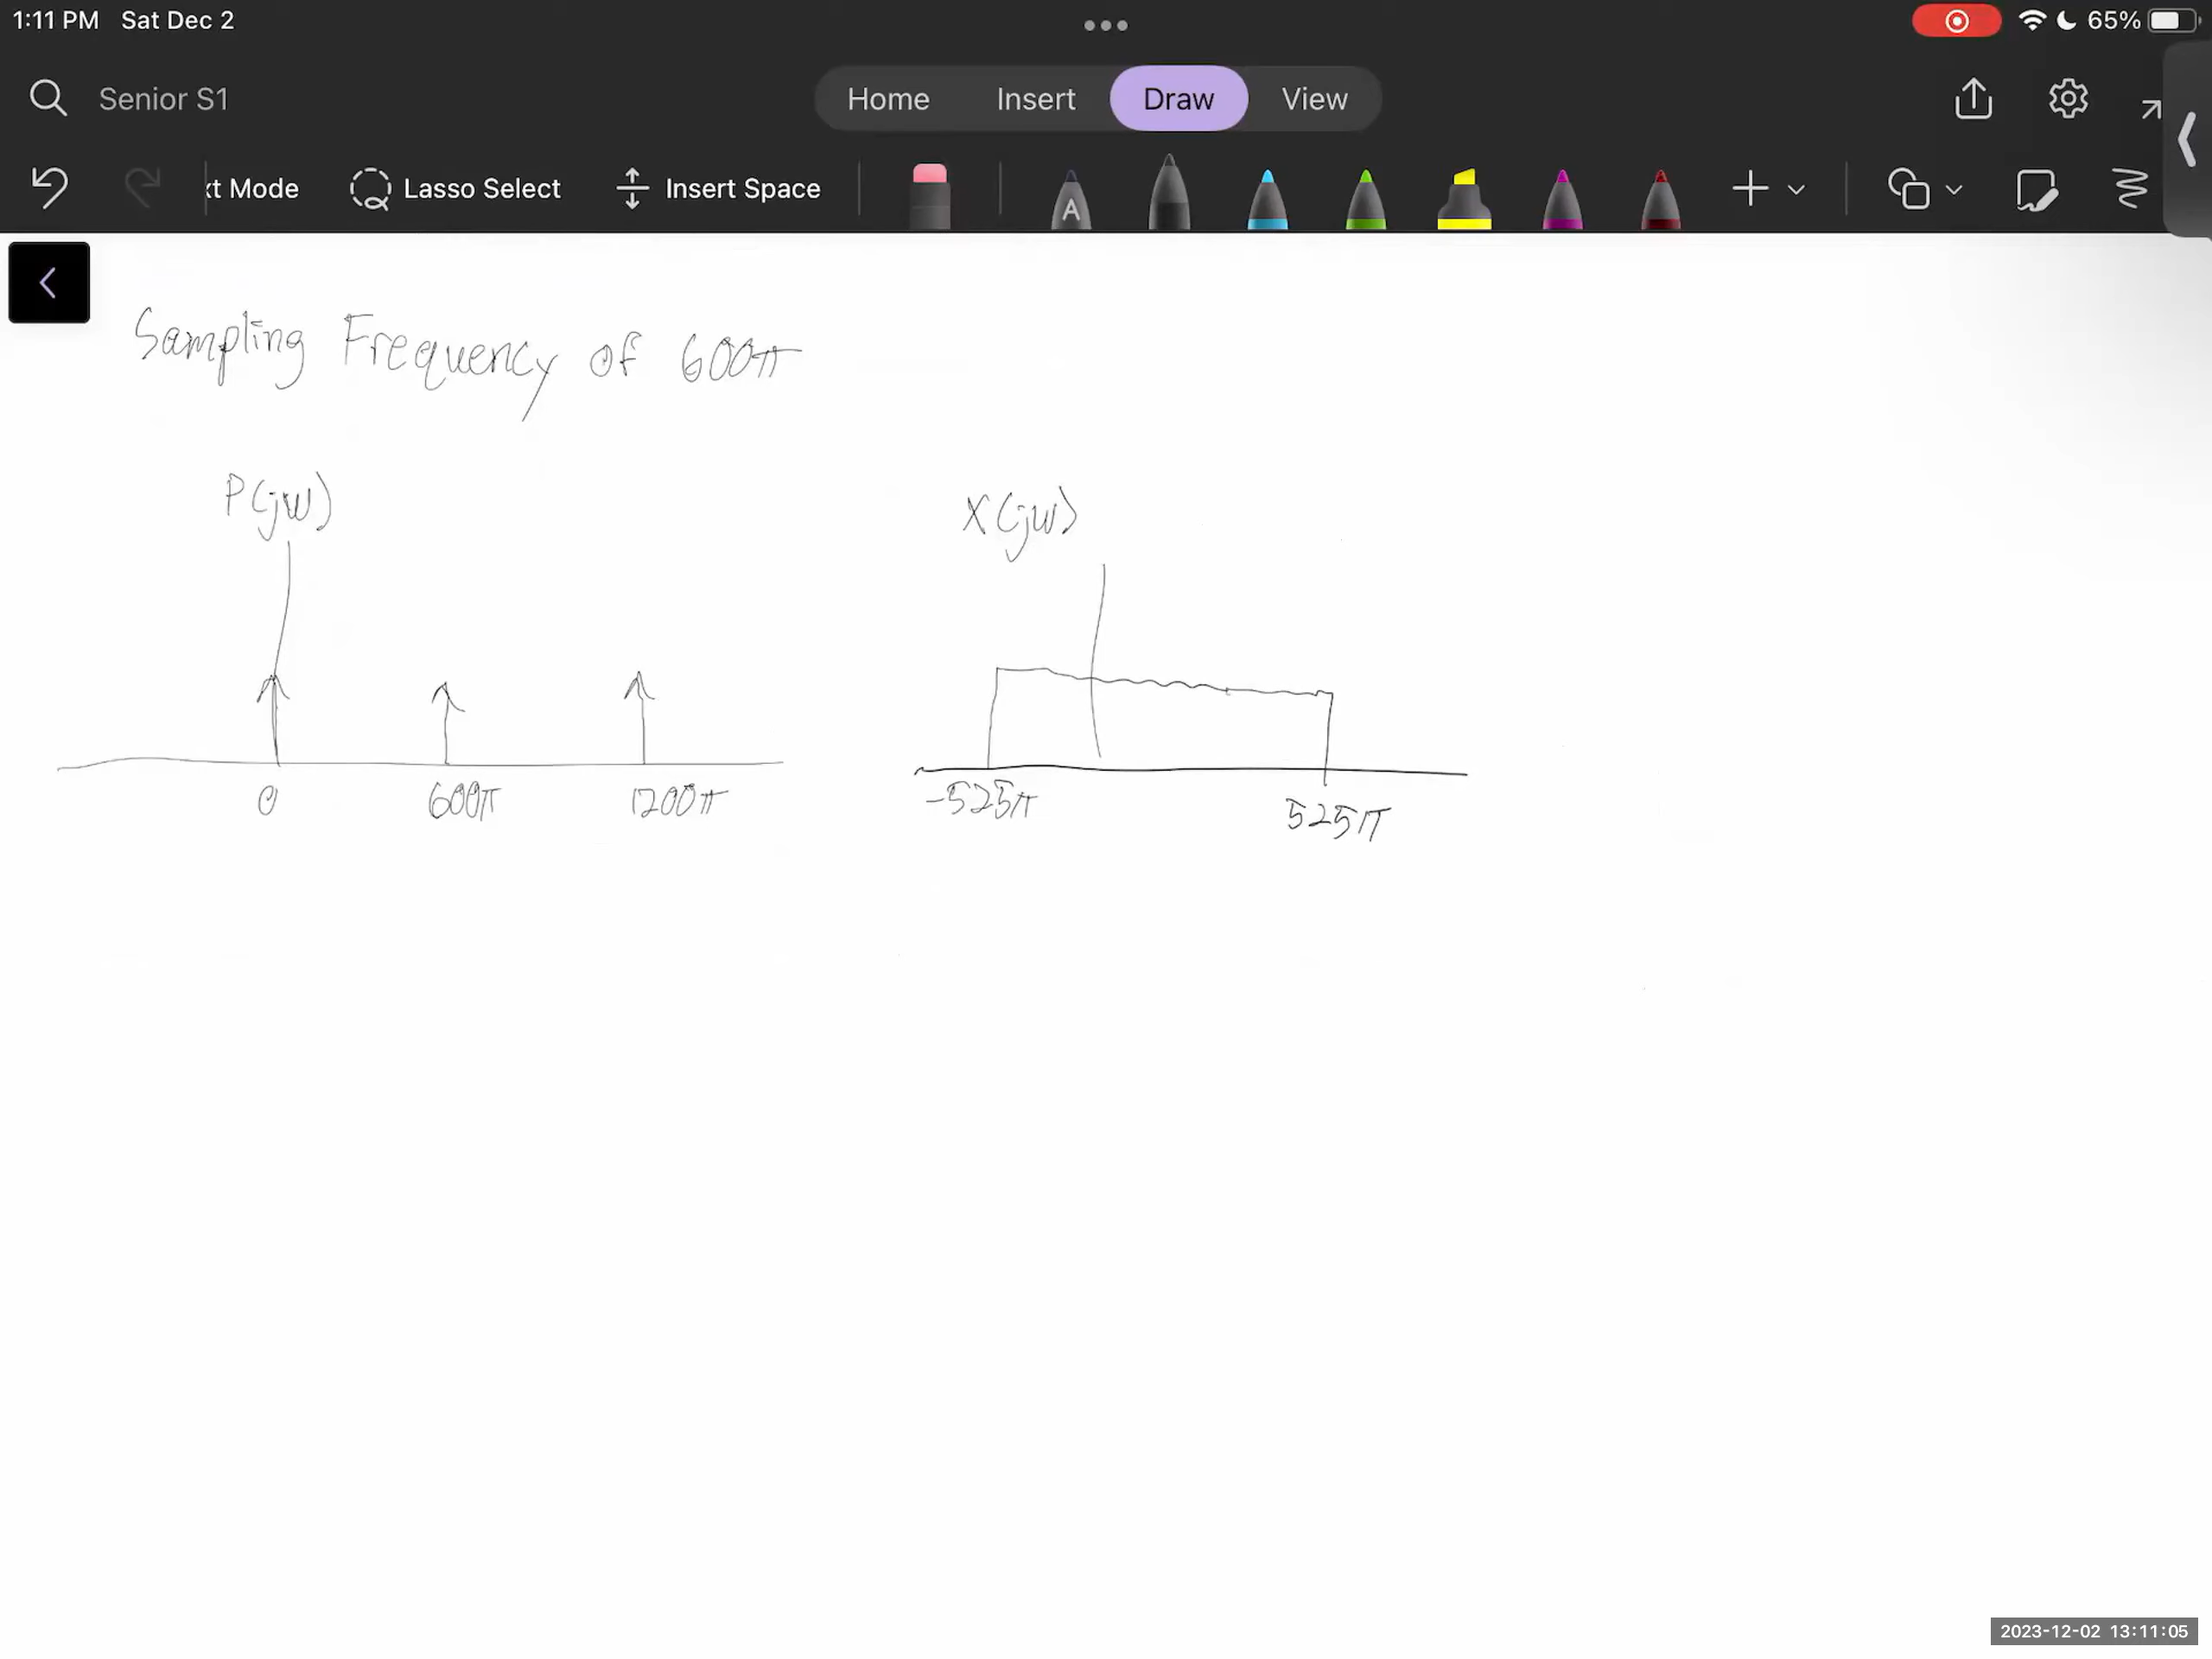 1:11 PM Sat Dec 2
65%
Senior S1
Home Insert Draw View
xt Mode Lasso Select Insert Space
A
Sampling Frequency of 600π
P(jw)
X(jw)
0 600π 1200π
-525π 525π
2023-12-02 13:11:05